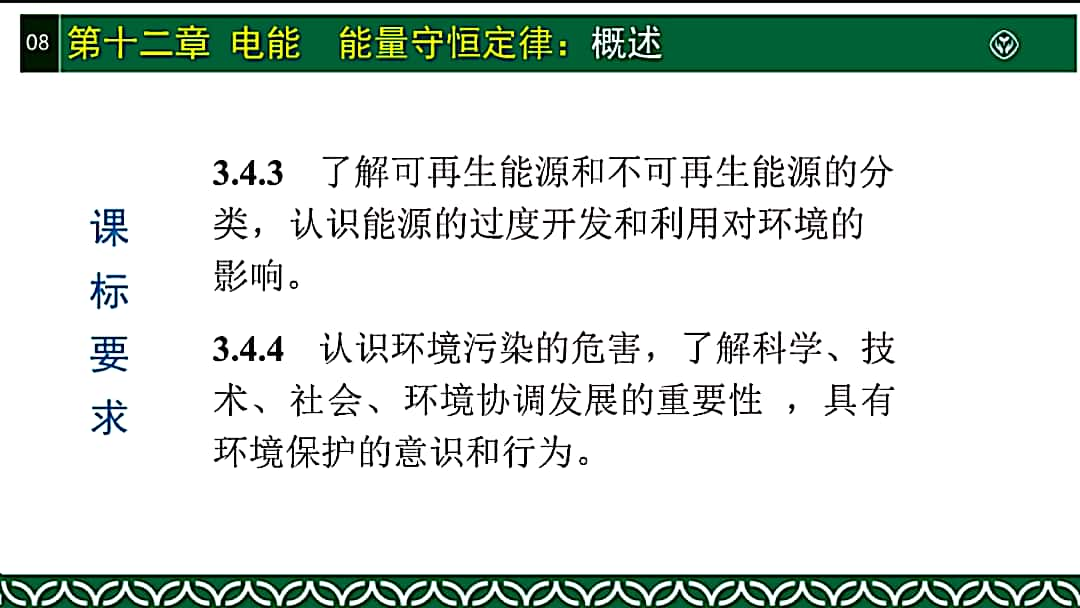 08 第十二章 电能 能量守恒定律：概述
课标要求
3.4.3 了解可再生能源和不可再生能源的分
类，认识能源的过度开发和利用对环境的
影响。
3.4.4 认识环境污染的危害，了解科学、技
术、社会、环境协调发展的重要性 ，具有
环境保护的意识和行为。